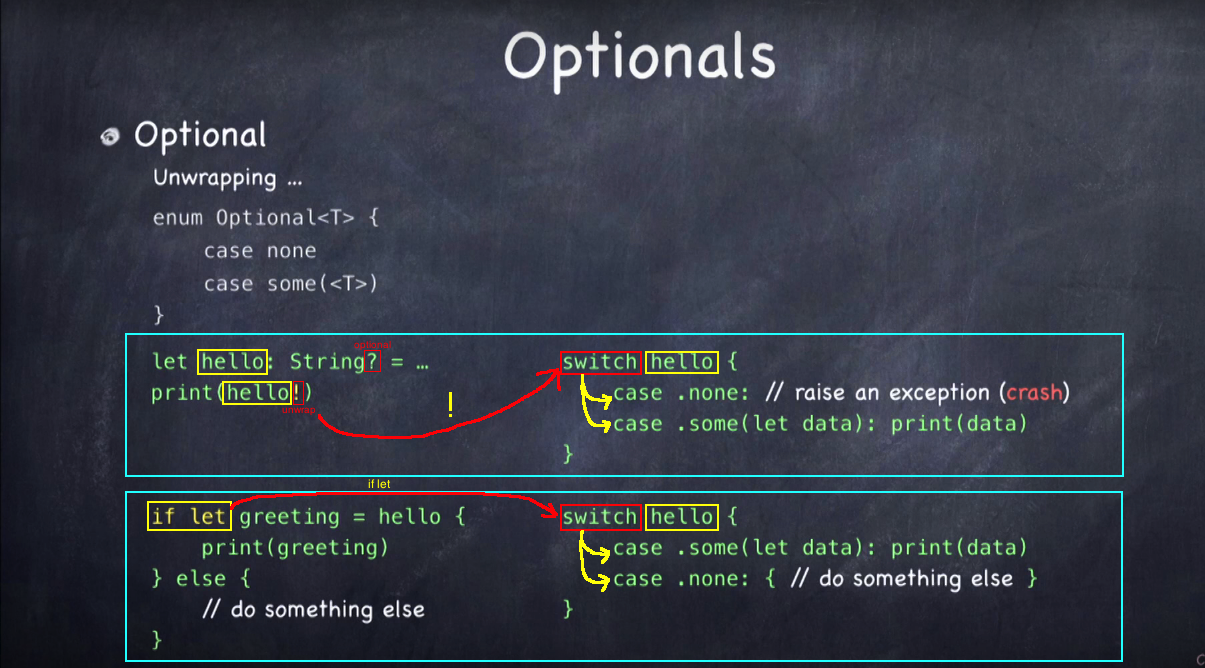 Optionals
Optional
Unwrapping ...
enum Optional<T> {
case none
case some(<T>)
}
optional
let hello: String? = …
print(hello!)
unwrap
!
switch hello {
case .none: // raise an exception (crash)
case .some(let data): print(data)
}
if let
if let greeting = hello {
print(greeting)
} else {
// do something else
}
switch hello {
case .some(let data): print(data)
case .none: { // do something else }
}